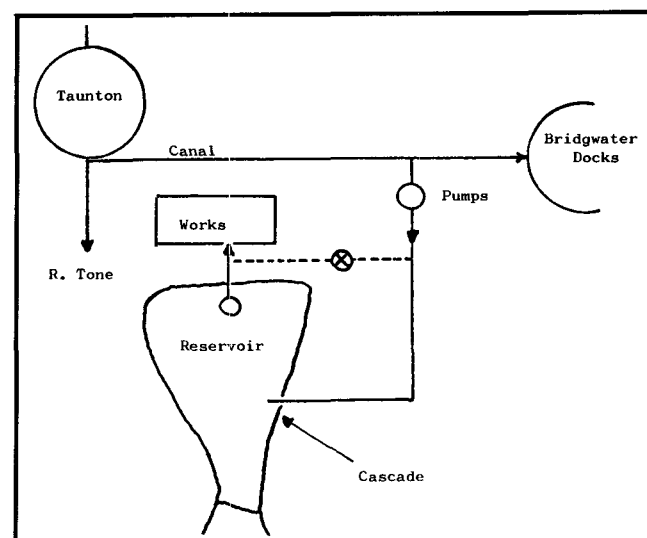 Taunton
Canal
Bridgwater
Docks
Pumps
Works
R. Tone
Reservoir
Cascade